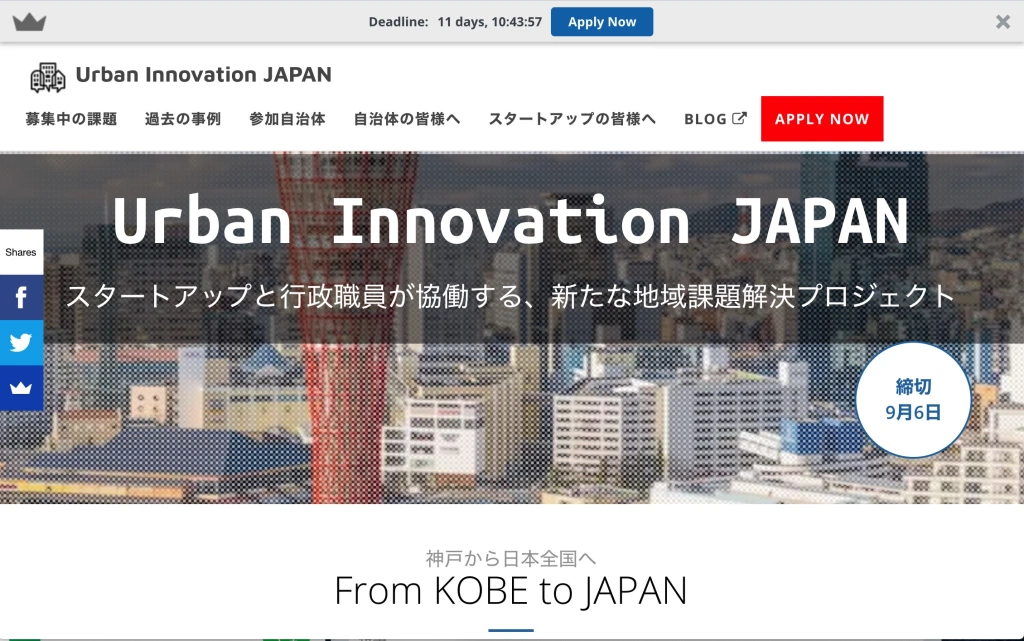 Deadline: 11 days, 10:43:57 Apply Now
Urban Innovation JAPAN
募集中の課題 過去の事例 参加自治体 自治体の皆様へ スタートアップの皆様へ BLOG APPLY NOW
Urban Innovation JAPAN
Shares
スタートアップと行政職員が協働する、新たな地域課題解決プロジェクト
締切
9月6日
神戸から日本全国へ
From KOBE to JAPAN